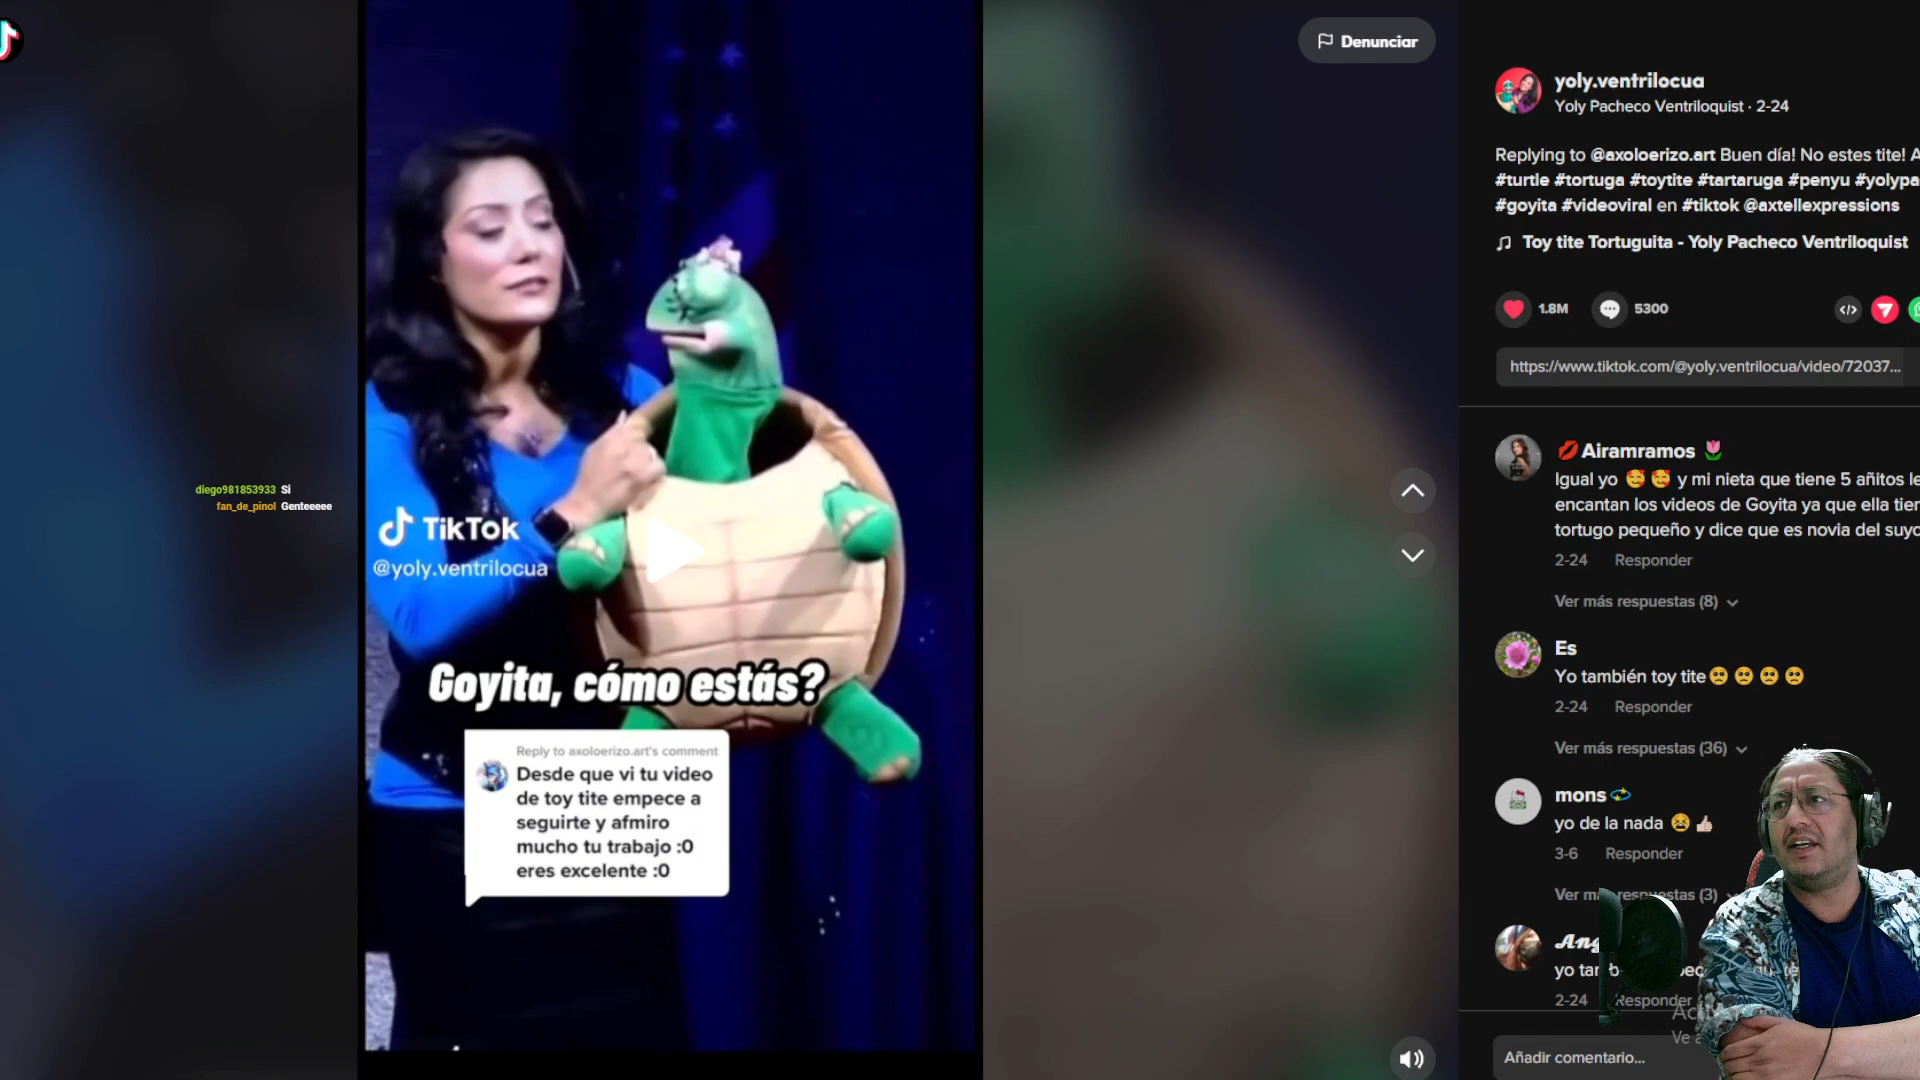 Denunciar
yoly.ventrilocua
Yoly Pacheco Ventriloquist · 2-24
Replying to @axoloerizo.art Buen día! No estes tite! A
#turtle #tortuga #toytite #tartaruga #penyu #yolypa
#goyita #videoviral en #tiktok @axtellexpressions
Toy tite Tortuguita - Yoly Pacheco Ventriloquist
1.8M
5300
https://www.tiktok.com/@yoly.ventrilocua/video/72037...
💋 Airamramos 🌷
Igual yo 🥰 🥰 y mi nieta que tiene 5 añitos le
encantan los videos de Goyita ya que ella tien
tortugo pequeño y dice que es novia del suyo
2-24 Responder
Ver más respuestas (8)
Es
Yo también toy tite🥺 🥺 🥺 🥺
2-24 Responder
Ver más respuestas (36)
mons💫
yo de la nada 😫👍🏻
3-6 Responder
Ver más respuestas (3)
2-24 Responder
Añadir comentario...
diego981853933 Si
fan_de_pinol Genteeeee
TikTok
@yoly.ventrilocua
Goyita, cómo estás?
Reply to axoloerizo.art's comment
Desde que vi tu video
de toy tite empece a
seguirte y afmiro
mucho tu trabajo :0
eres excelente :0